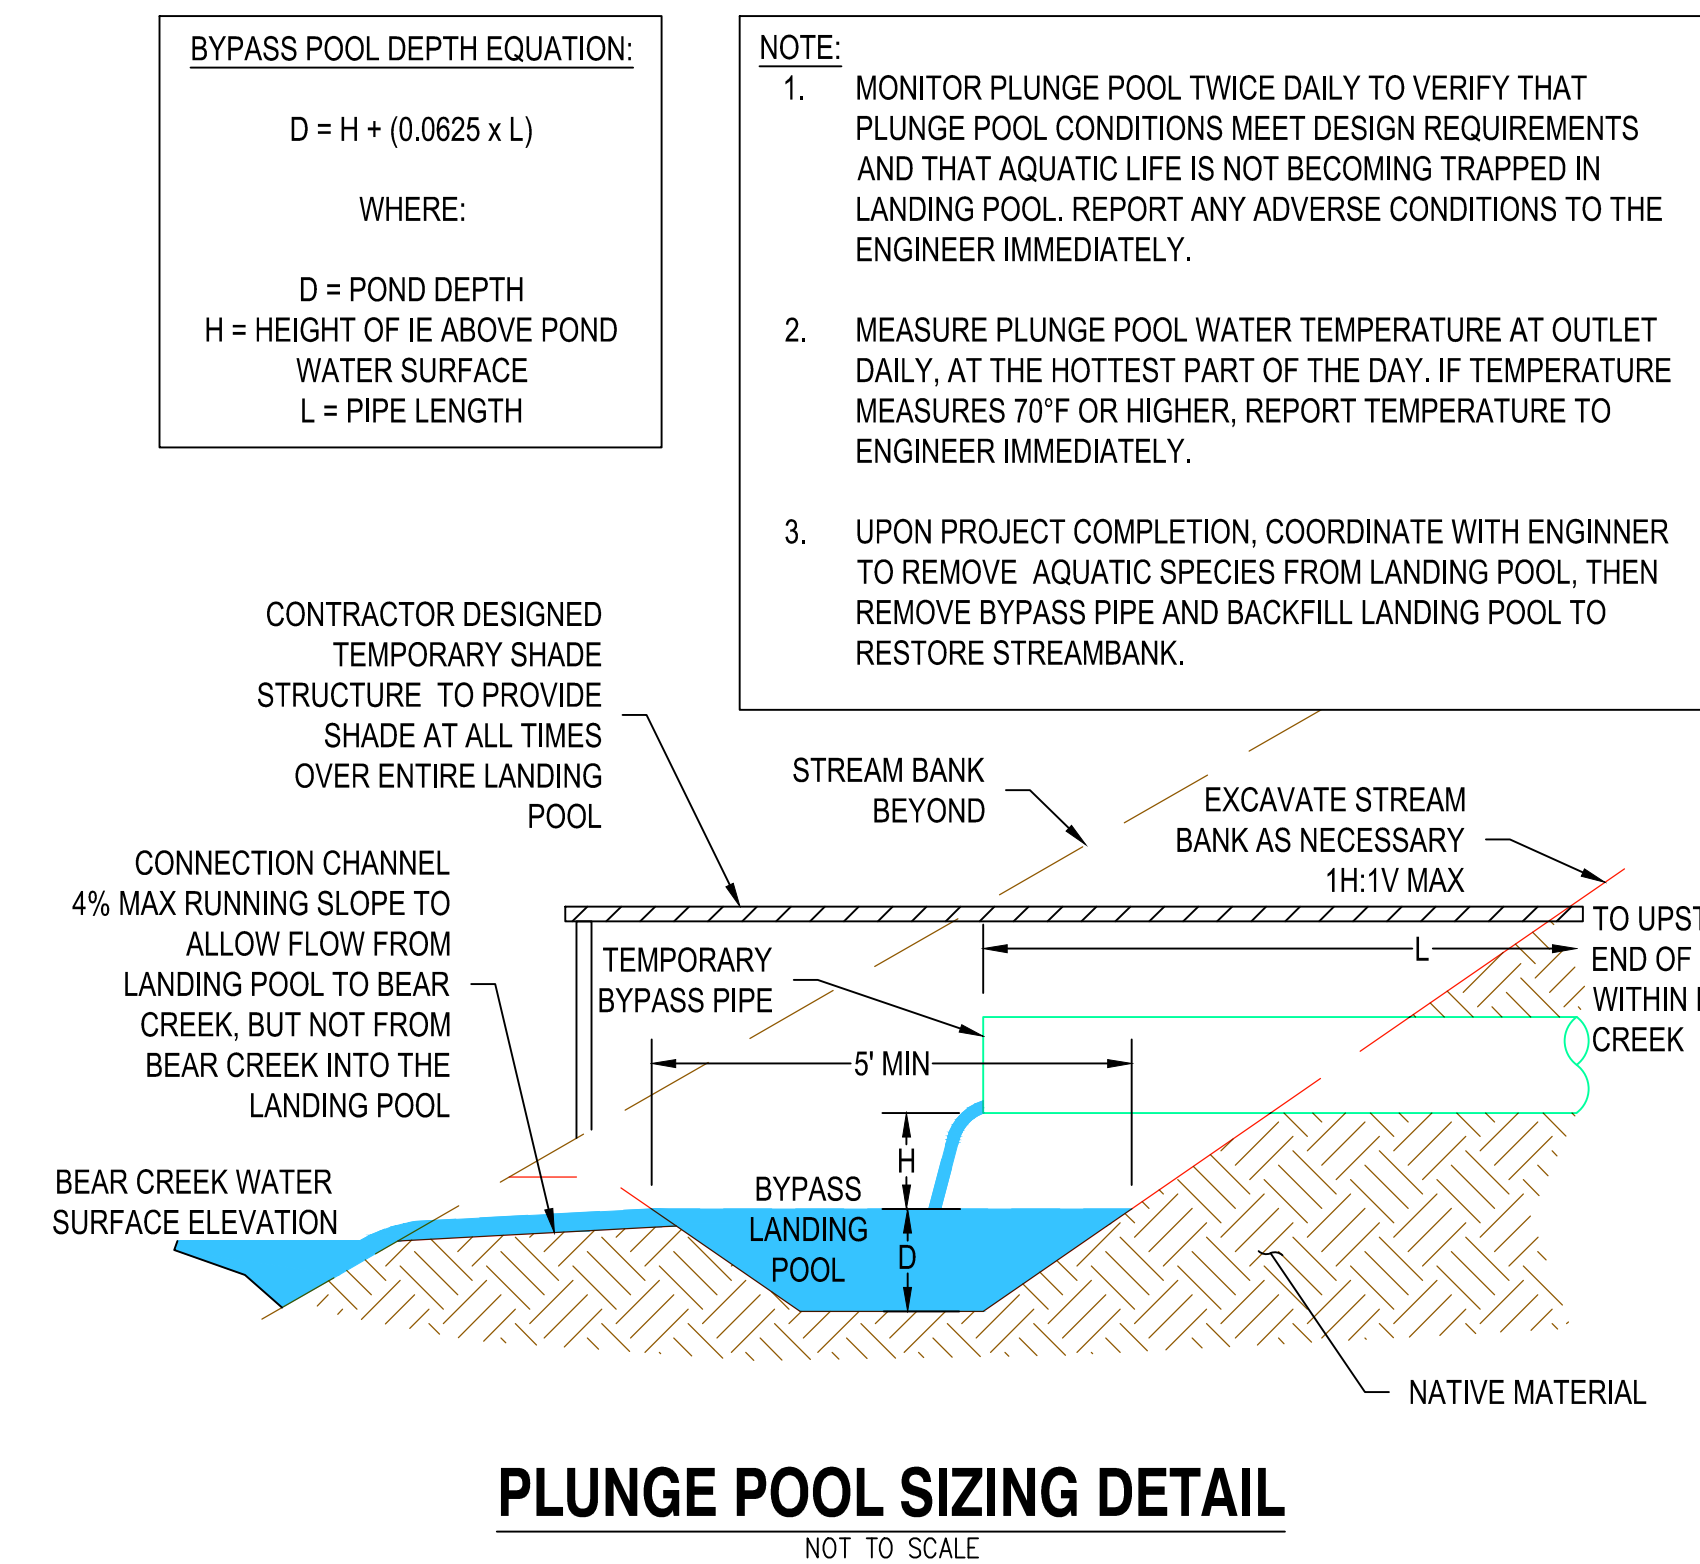 BYPASS POOL DEPTH EQUATION:
D = H + (0.0625 x L)
WHERE:
D = POND DEPTH
H = HEIGHT OF IE ABOVE POND
WATER SURFACE
L = PIPE LENGTH
NOTE:
1. MONITOR PLUNGE POOL TWICE DAILY TO VERIFY THAT
PLUNGE POOL CONDITIONS MEET DESIGN REQUIREMENTS
AND THAT AQUATIC LIFE IS NOT BECOMING TRAPPED IN
LANDING POOL. REPORT ANY ADVERSE CONDITIONS TO THE
ENGINEER IMMEDIATELY.
2. MEASURE PLUNGE POOL WATER TEMPERATURE AT OUTLET
DAILY, AT THE HOTTEST PART OF THE DAY. IF TEMPERATURE
MEASURES 70°F OR HIGHER, REPORT TEMPERATURE TO
ENGINEER IMMEDIATELY.
3. UPON PROJECT COMPLETION, COORDINATE WITH ENGINNER
TO REMOVE AQUATIC SPECIES FROM LANDING POOL, THEN
REMOVE BYPASS PIPE AND BACKFILL LANDING POOL TO
RESTORE STREAMBANK.
CONTRACTOR DESIGNED
TEMPORARY SHADE
STRUCTURE TO PROVIDE
SHADE AT ALL TIMES
OVER ENTIRE LANDING
POOL
STREAM BANK
BEYOND
EXCAVATE STREAM
BANK AS NECESSARY
1H:1V MAX
CONNECTION CHANNEL
4% MAX RUNNING SLOPE TO
ALLOW FLOW FROM
LANDING POOL TO BEAR
CREEK, BUT NOT FROM
BEAR CREEK INTO THE
LANDING POOL
TEMPORARY
BYPASS PIPE
L
TO UPST
END OF
WITHIN
CREEK
5' MIN
H
BEAR CREEK WATER
SURFACE ELEVATION
BYPASS
LANDING
POOL
D
NATIVE MATERIAL
PLUNGE POOL SIZING DETAIL
NOT TO SCALE